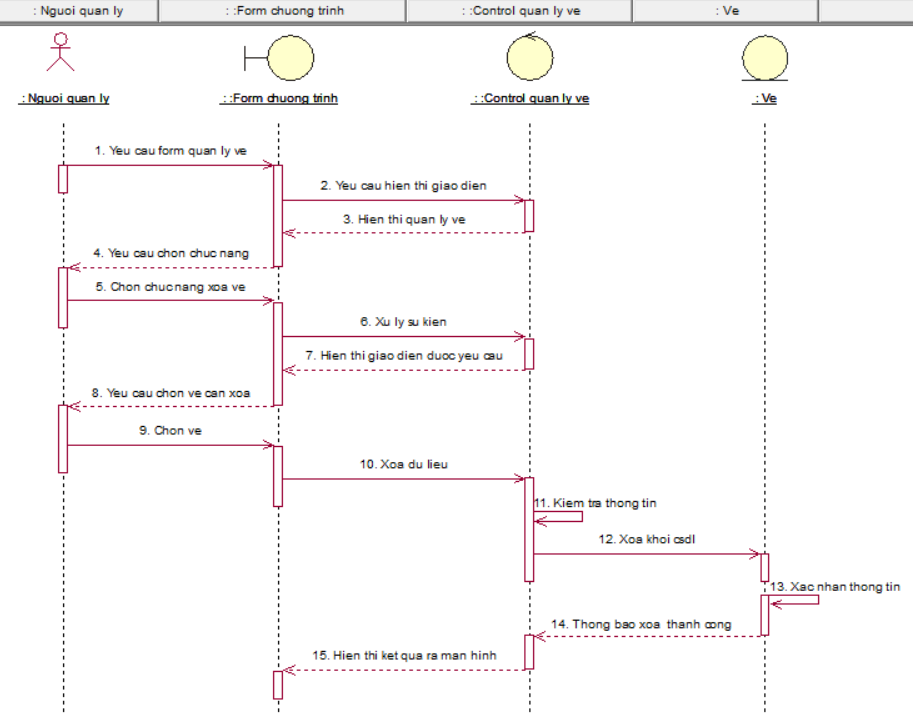 : Nguoi quan ly
: :Form chuong trinh
: :Control quan ly ve
: Ve
: Nguoi quan ly
: :Form chuong trinh
: :Control quan ly ve
: Ve
1. Yeu cau form quan ly ve
2. Yeu cau hien thi giao dien
3. Hien thi quan ly ve
4. Yeu cau chon chuc nang
5. Chon chuc nang xoa ve
6. Xu ly su kien
7. Hien thi giao dien duoc yeu cau
8. Yeu cau chon ve can xoa
9. Chon ve
10. Xoa du lieu
11. Kiem tra thong tin
12. Xoa khoi csdl
13. Xac nhan thong tin
14. Thong bao xoa thanh cong
15. Hien thi ket qua ra man hinh